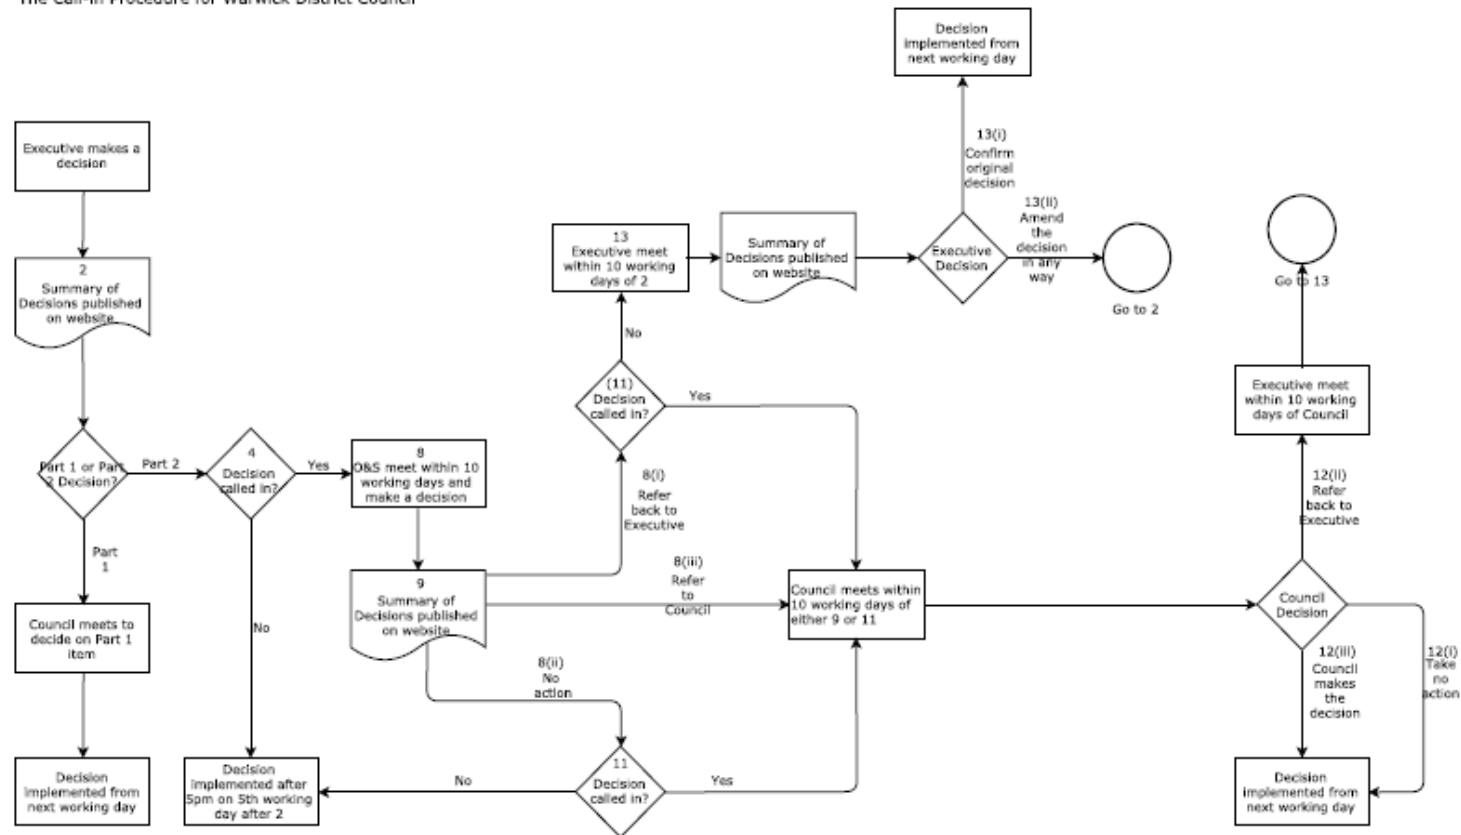 The Call-in Procedure for Warwick District Council
Executive makes a
decision
2
Summary of
Decisions published
on website
Part 1 or Part
2 Decision?
Part 2
Part
1
Council meets to
decide on Part 1
item
Decision
implemented from
next working day
4
Decision
called in?
Yes
No
Decision
implemented after
5pm on 5th working
day after 2
8
O&S meet within 10
working days and
make a decision
9
Summary of
Decisions published
on website
8(i)
Refer
back to
Executive
8(iii)
Refer
to
Council
8(ii)
No
action
11
Decision
called in?
No
Yes
(11)
Decision
called in?
Yes
No
13
Executive meet
within 10 working
days of 2
Summary of
Decisions published
on website
Executive
Decision
13(i)
Confirm
original
decision
Decision
implemented from
next working day
13(ii)
Amend
the
decision
in any
way
Go to 2
Council meets within
10 working days of
either 9 or 11
Council
Decision
12(ii)
Refer
back to
Executive
Executive meet
within 10 working
days of Council
Go to 13
12(iii)
Council
makes
the
decision
12(i)
Take
no
action
Decision
implemented from
next working day